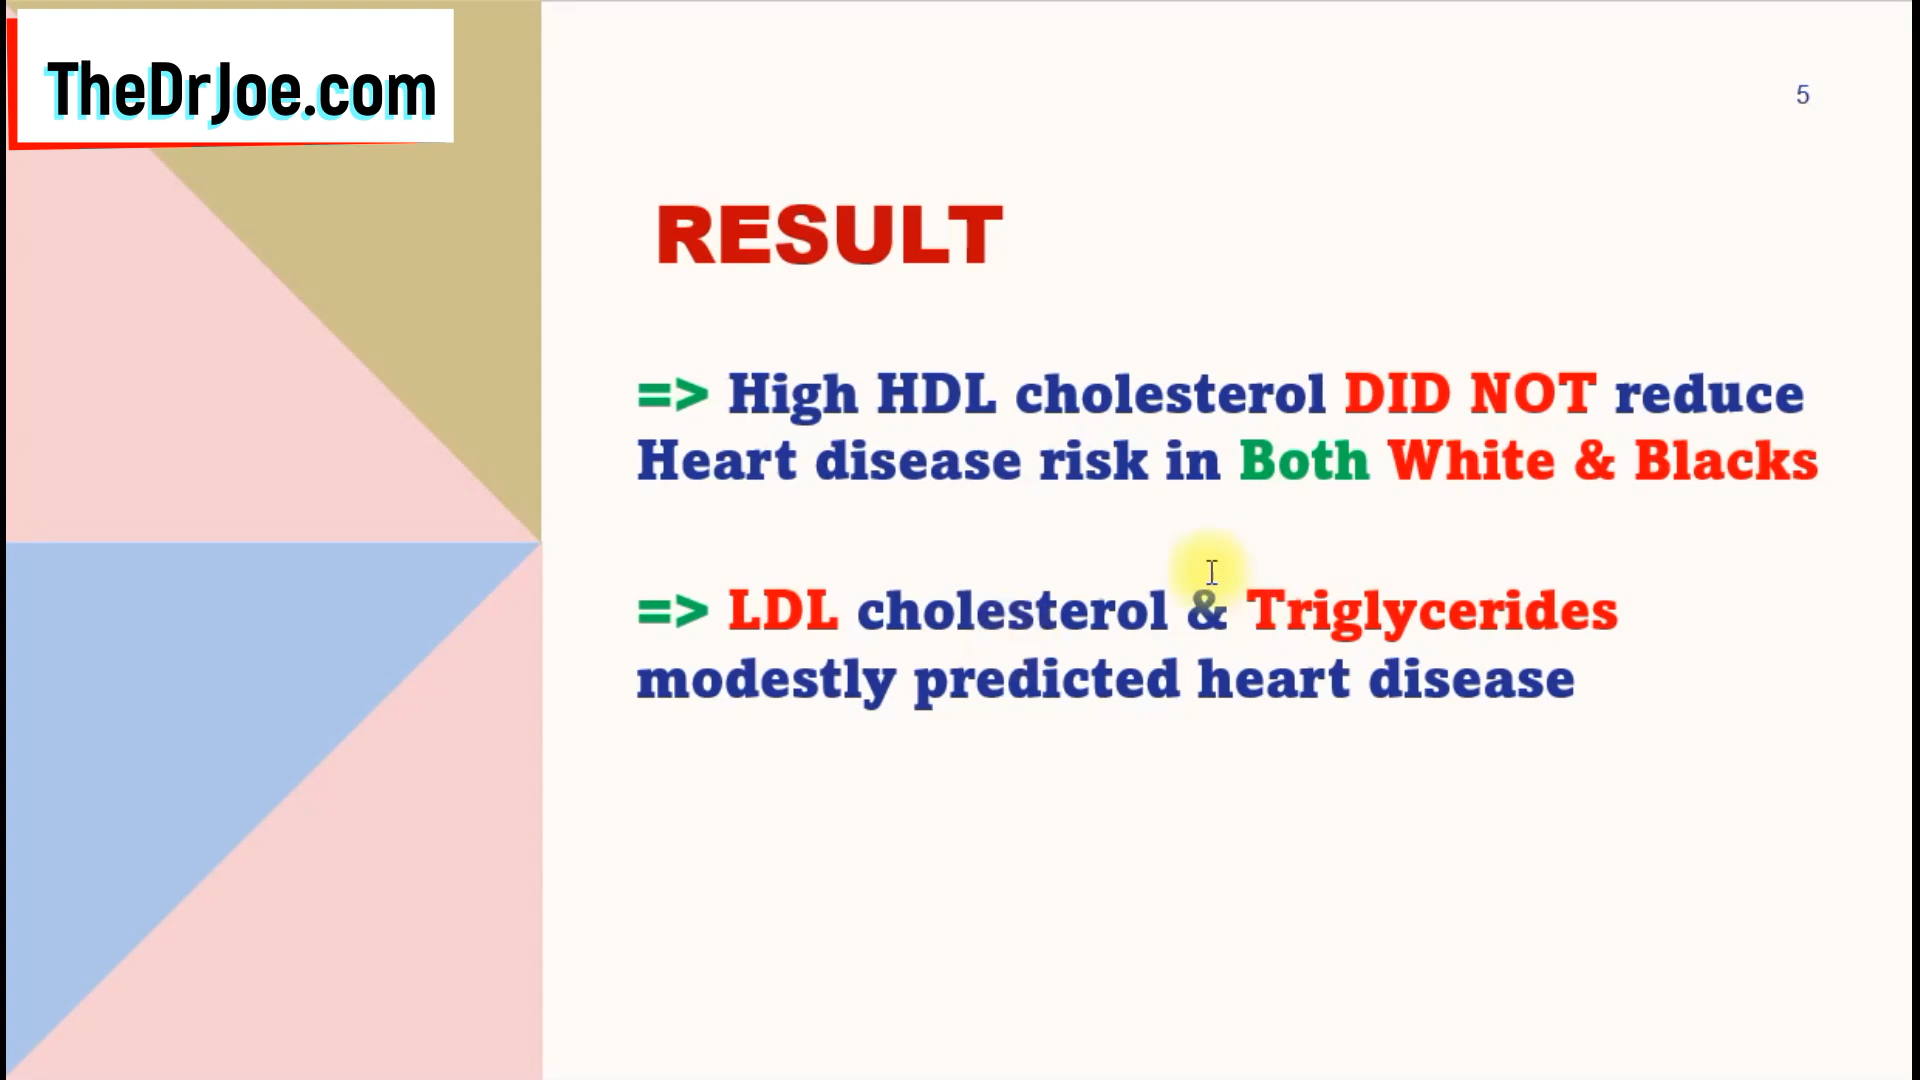 TheDrJoe.com
5
RESULT
=> High HDL cholesterol DID NOT reduce
Heart disease risk in Both White & Blacks
=> LDL cholesterol & Triglycerides
modestly predicted heart disease